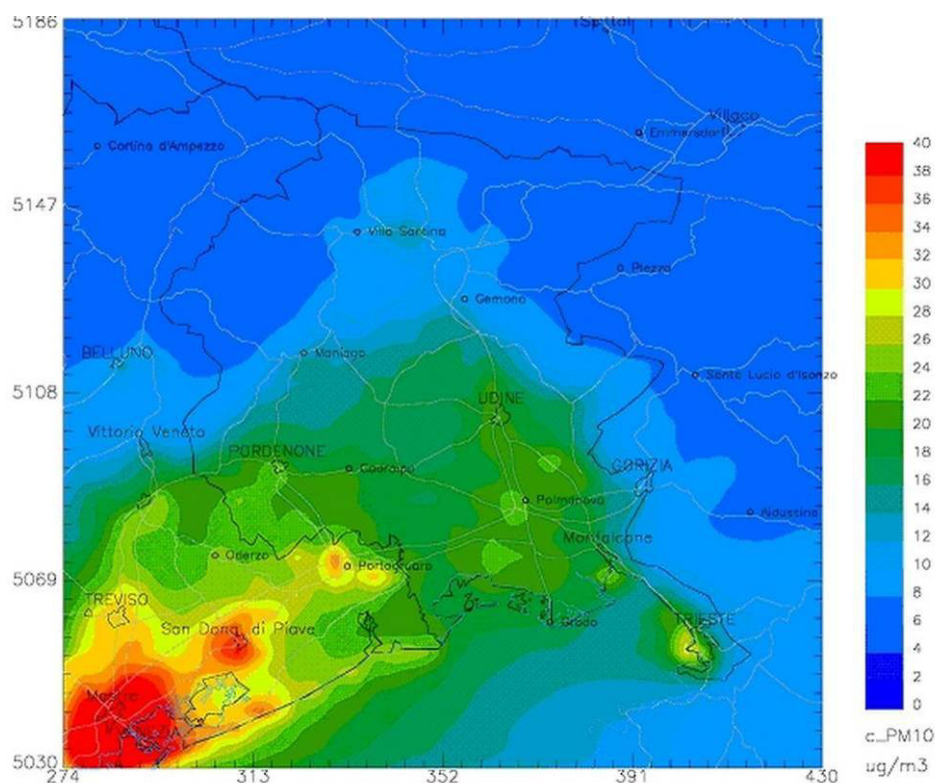 5186
Spital
Villaco
Emmersdorf
Cortina d'Ampezzo
40
38
36
34
32
30
28
26
24
22
20
18
16
14
12
10
8
6
4
2
0
5147
Villa Santina
Plezzo
Gemona
BELLUNO
Maniago
Santa Lucia d'Isonzo
5108
UDINE
Vittorio Veneto
PORDENONE
Codroipo
GORIZIA
Palmanova
Aidussina
Monfalcone
Oderzo
Portogruaro
5069
TREVISO
San Dona' di Piave
Grado
TRIESTE
Mestre
5030
274
313
352
391
430
c_PM10
ug/m3